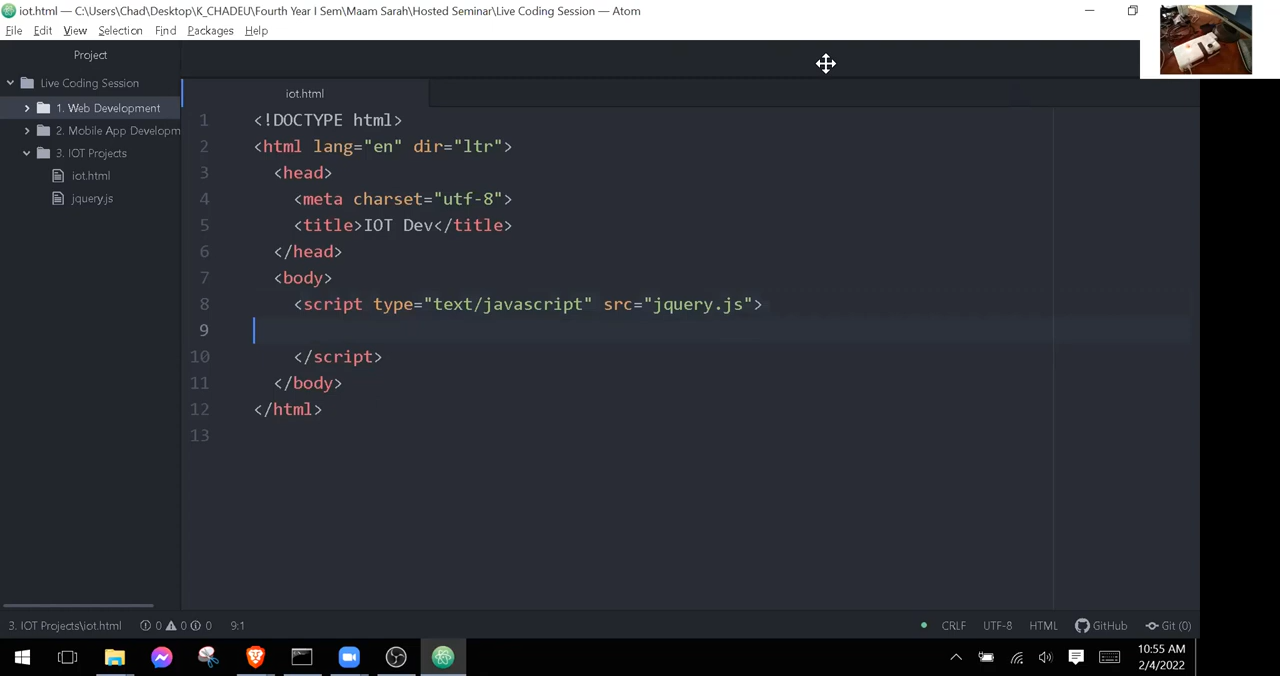 iot.html — C:\Users\Chad\Desktop\K_CHADEU\Fourth Year I Sem\Maam Sarah\Hosted Seminar\Live Coding Session — Atom
File Edit View Selection Find Packages Help
Project
Live Coding Session
1. Web Development
2. Mobile App Developm
3. IOT Projects
iot.html
jquery.js
iot.html
1 <!DOCTYPE html>
2 <html lang="en" dir="ltr">
3 <head>
4 <meta charset="utf-8">
5 <title>IOT Dev</title>
6 </head>
7 <body>
8 <script type="text/javascript" src="jquery.js">
9
10 </script>
11 </body>
12 </html>
13
3. IOT Projects\iot.html 0 0 0 9:1 CRLF UTF-8 HTML GitHub Git (0)
10:55 AM
2/4/2022